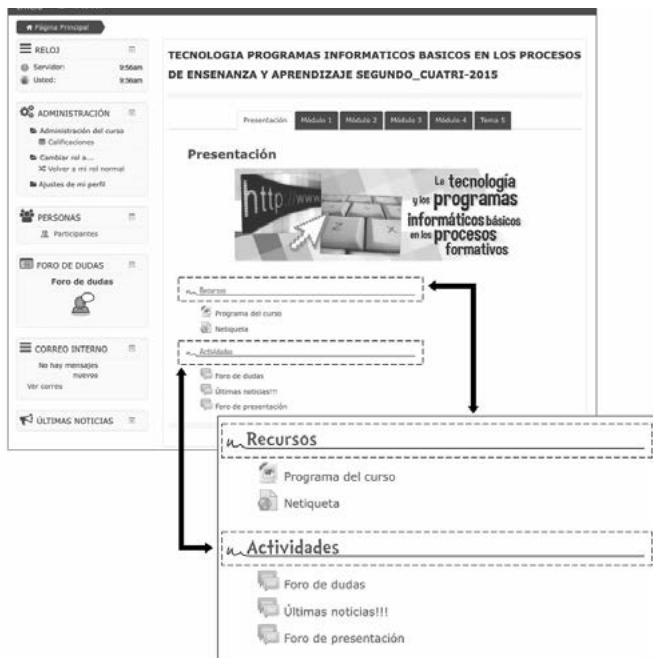 Página Principal
RELOJ
Servidor: 9:56am
Usted: 9:56am
ADMINISTRACIÓN
Administración del curso
Calificaciones
Cambiar rol a...
Volver a mi rol normal
Ajustes de mi perfil
PERSONAS
Participantes
FORO DE DUDAS
Foro de dudas
CORREO INTERNO
No hay mensajes
nuevos
Ver correo
ÚLTIMAS NOTICIAS
TECNOLOGIA PROGRAMAS INFORMATICOS BASICOS EN LOS PROCESOS
DE ENSENANZA Y APRENDIZAJE SEGUNDO_CUATRI-2015
Presentación Módulo 1 Módulo 2 Módulo 3 Módulo 4 Tema 5
Presentación
http://www
Z X
La tecnología
y los programas
informáticos básicos
en los procesos
formativos
Recursos
Programa del curso
Netiqueta
Actividades
Foro de dudas
Últimas noticias!!!
Foro de presentación
Recursos
Programa del curso
Netiqueta
Actividades
Foro de dudas
Últimas noticias!!!
Foro de presentación